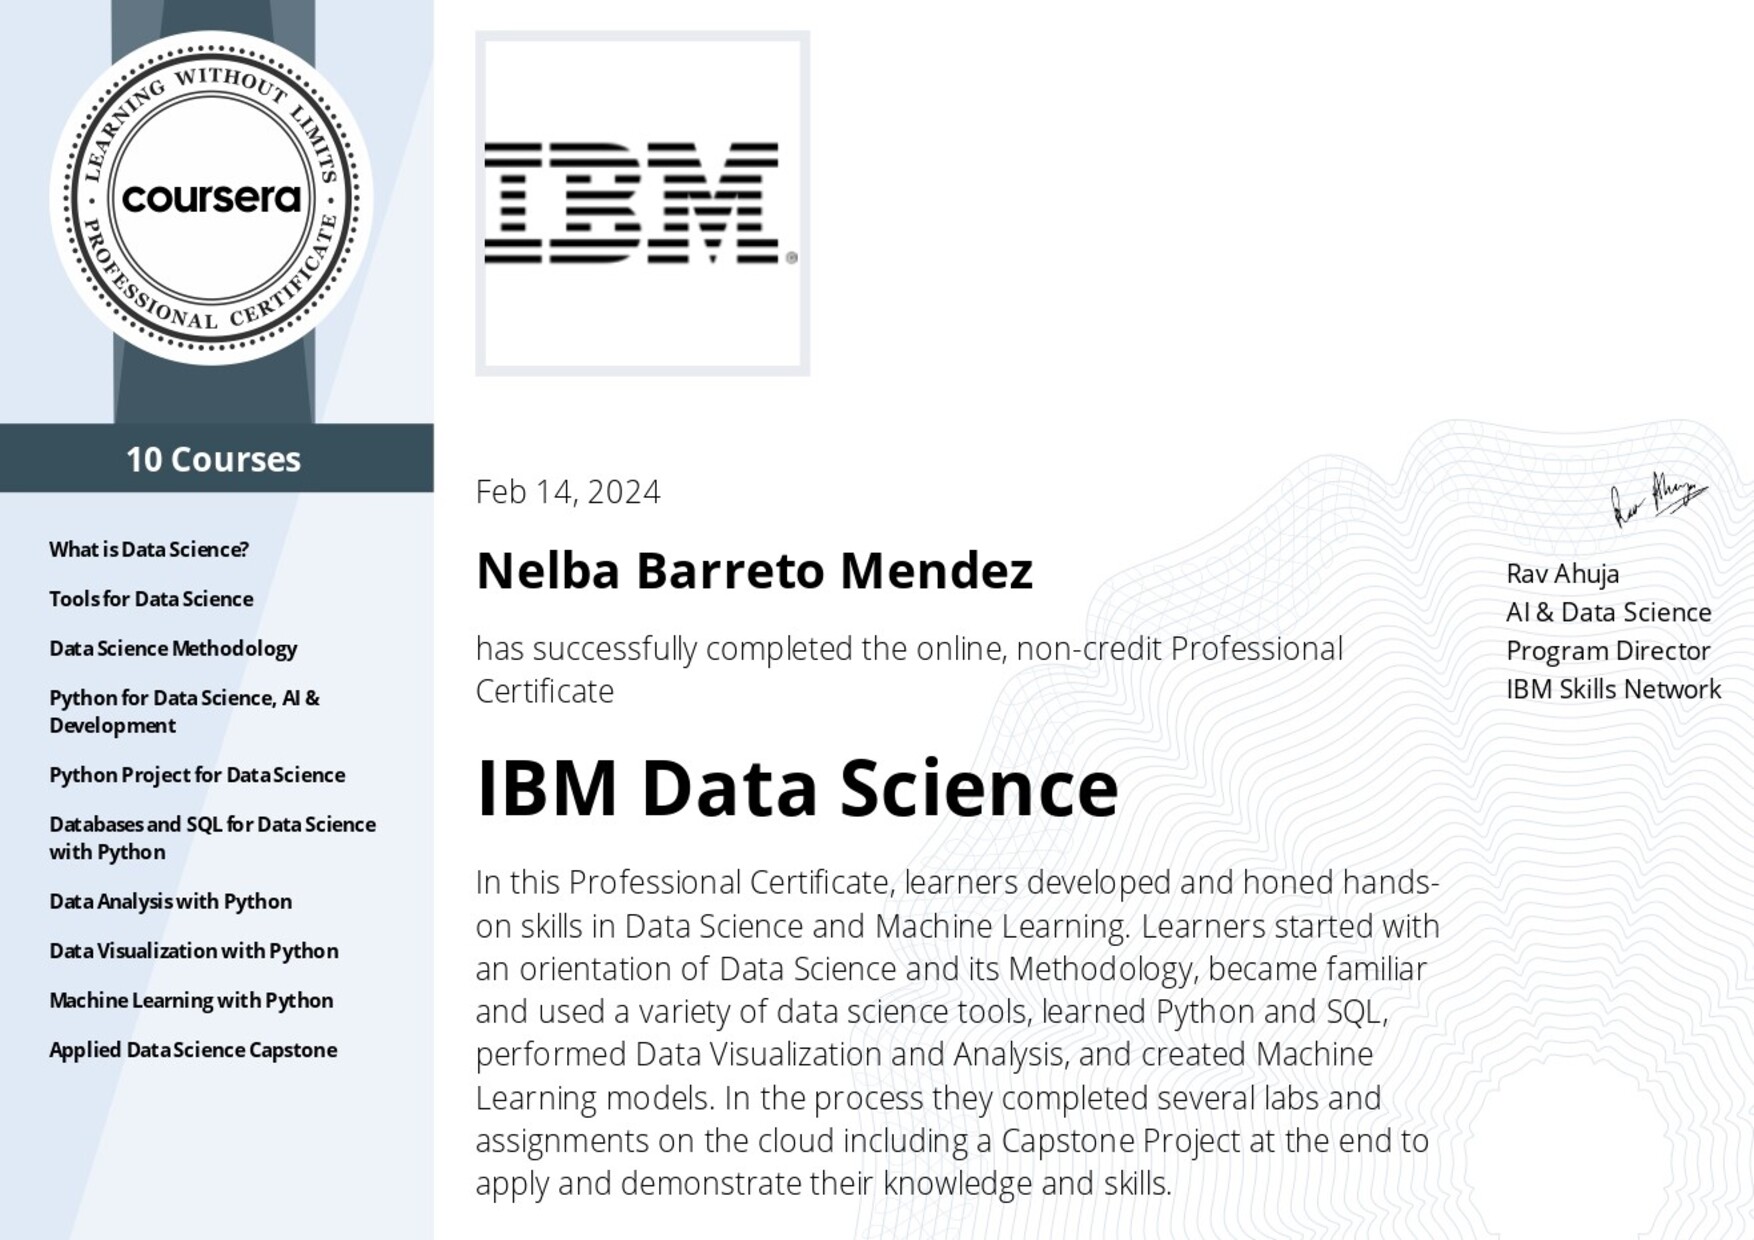 LEARNING WITHOUT LIMITS
coursera
PROFESSIONAL CERTIFICATE
10 Courses
What is Data Science?
Tools for Data Science
Data Science Methodology
Python for Data Science, AI &
Development
Python Project for Data Science
Databases and SQL for Data Science
with Python
Data Analysis with Python
Data Visualization with Python
Machine Learning with Python
Applied Data Science Capstone
IBM®
Feb 14, 2024
Nelba Barreto Mendez
has successfully completed the online, non-credit Professional
Certificate
IBM Data Science
In this Professional Certificate, learners developed and honed hands-
on skills in Data Science and Machine Learning. Learners started with
an orientation of Data Science and its Methodology, became familiar
and used a variety of data science tools, learned Python and SQL,
performed Data Visualization and Analysis, and created Machine
Learning models. In the process they completed several labs and
assignments on the cloud including a Capstone Project at the end to
apply and demonstrate their knowledge and skills.
Rav Ahuja
Rav Ahuja
AI & Data Science
Program Director
IBM Skills Network